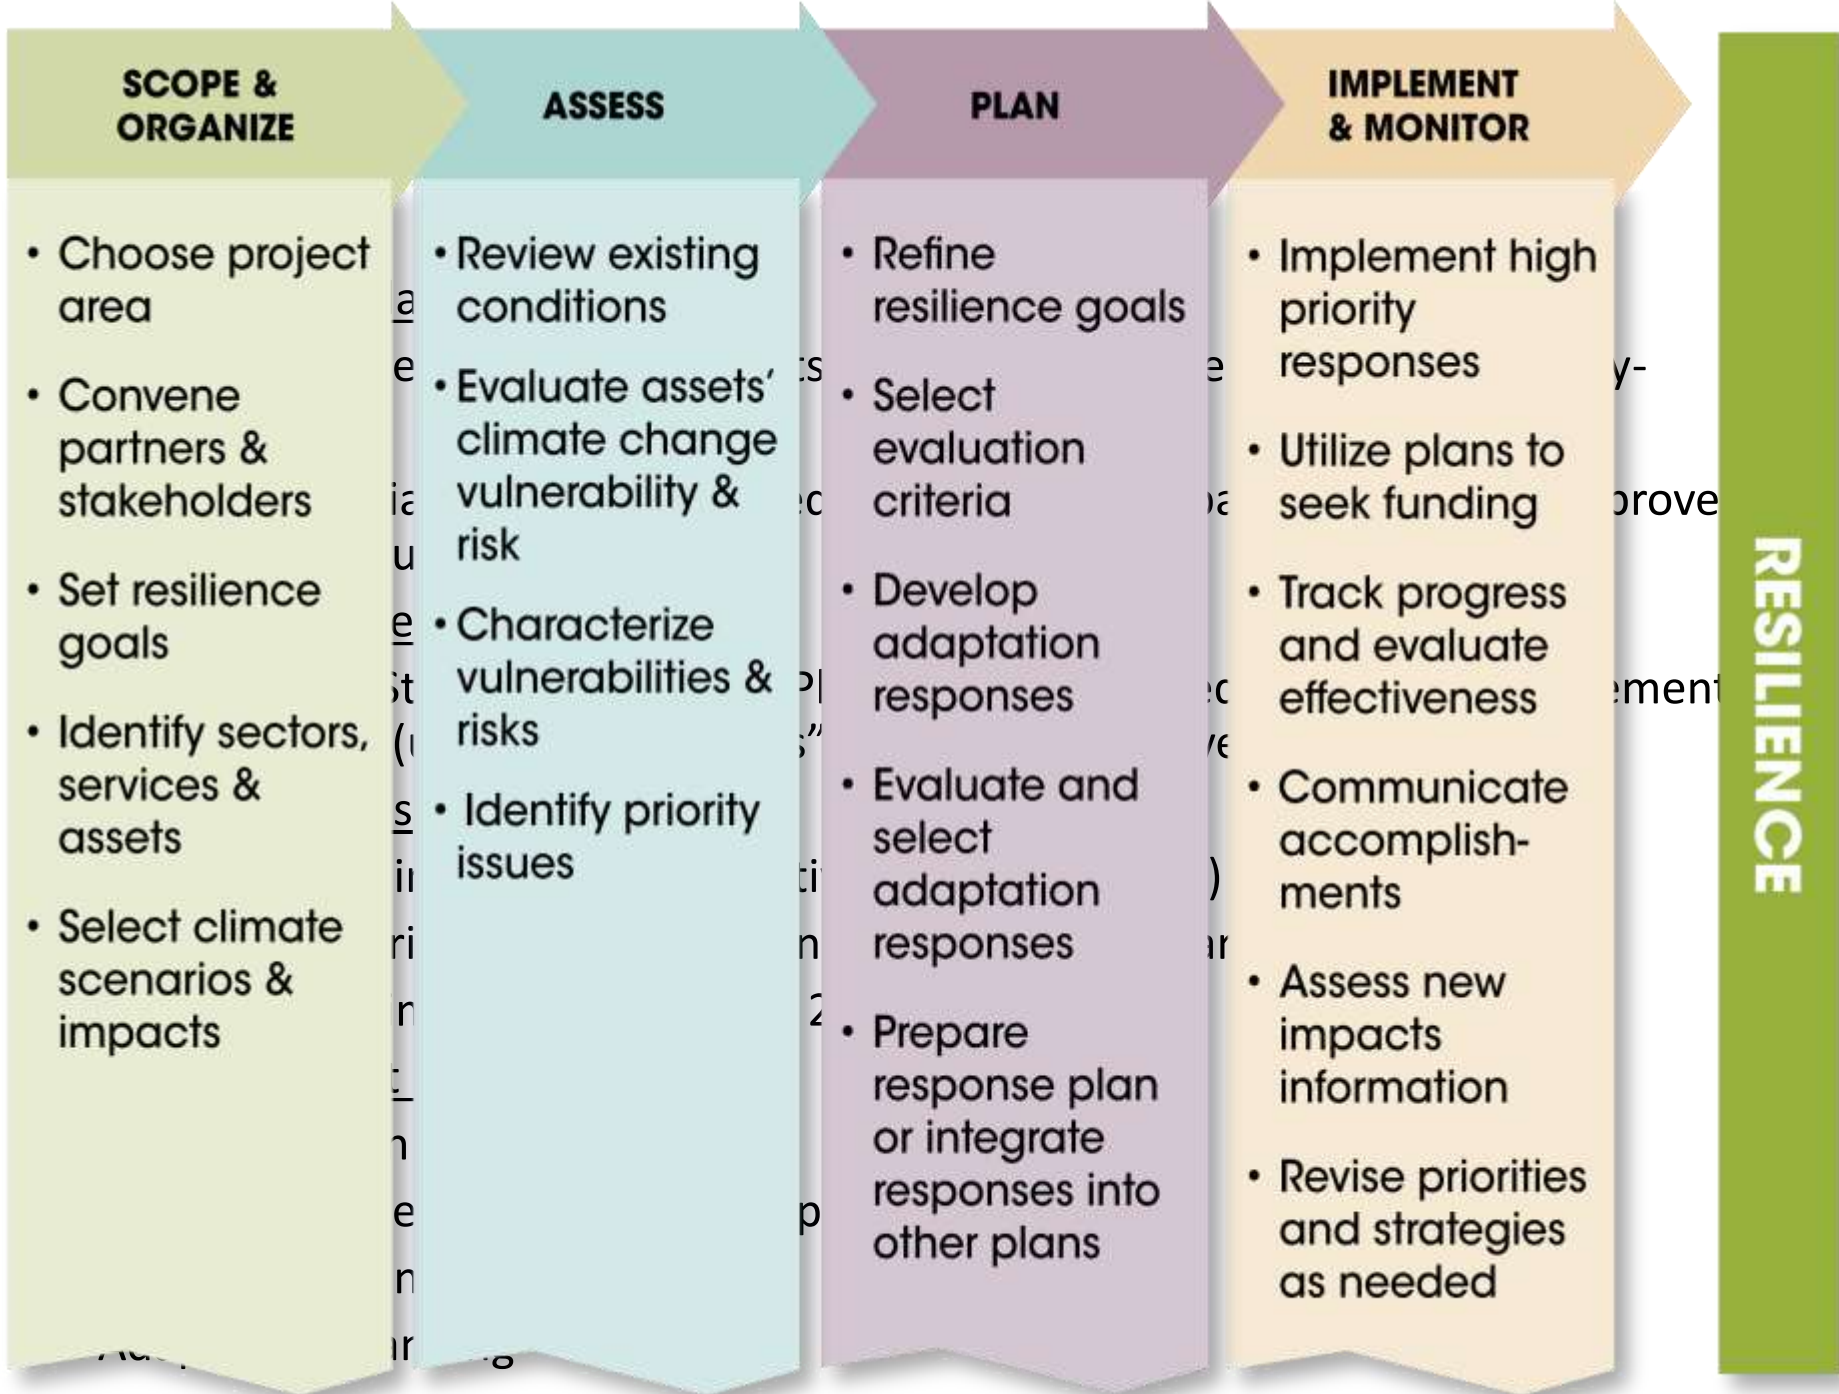 SCOPE &
ORGANIZE
• Choose project
area
• Convene
partners &
stakeholders
• Set resilience
goals
• Identify sectors,
services &
assets
• Select climate
scenarios &
impacts
ASSESS
• Review existing
conditions
• Evaluate assets’
climate change
vulnerability &
risk
• Characterize
vulnerabilities &
risks
• Identify priority
issues
PLAN
• Refine
resilience goals
• Select
evaluation
criteria
• Develop
adaptation
responses
• Evaluate and
select
adaptation
responses
• Prepare
response plan
or integrate
responses into
other plans
IMPLEMENT
& MONITOR
• Implement high
priority
responses
• Utilize plans to
seek funding
• Track progress
and evaluate
effectiveness
• Communicate
accomplish-
ments
• Assess new
impacts
information
• Revise priorities
and strategies
as needed
RESILIENCE